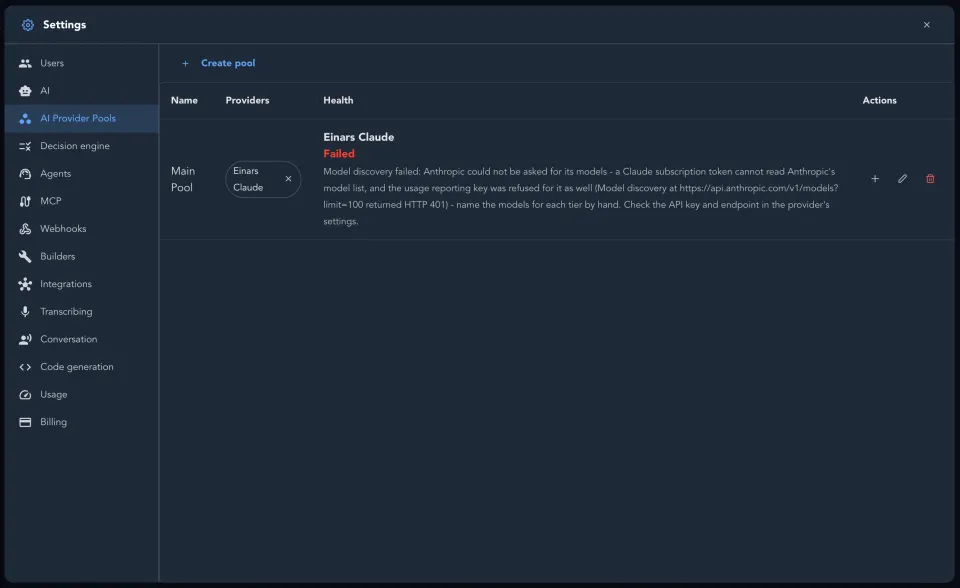 Settings
Users
AI
AI Provider Pools
Decision engine
Agents
MCP
Webhooks
Builders
Integrations
Transcribing
Conversation
Code generation
Usage
Billing
+ Create pool
Name Providers Health Actions
Main
Pool
Einars
Claude
Einars Claude
Failed
Model discovery failed: Anthropic could not be asked for its models - a Claude subscription token cannot read Anthropic's
model list, and the usage reporting key was refused for it as well (Model discovery at https://api.anthropic.com/v1/models?
limit=100 returned HTTP 401) - name the models for each tier by hand. Check the API key and endpoint in the provider's
settings.